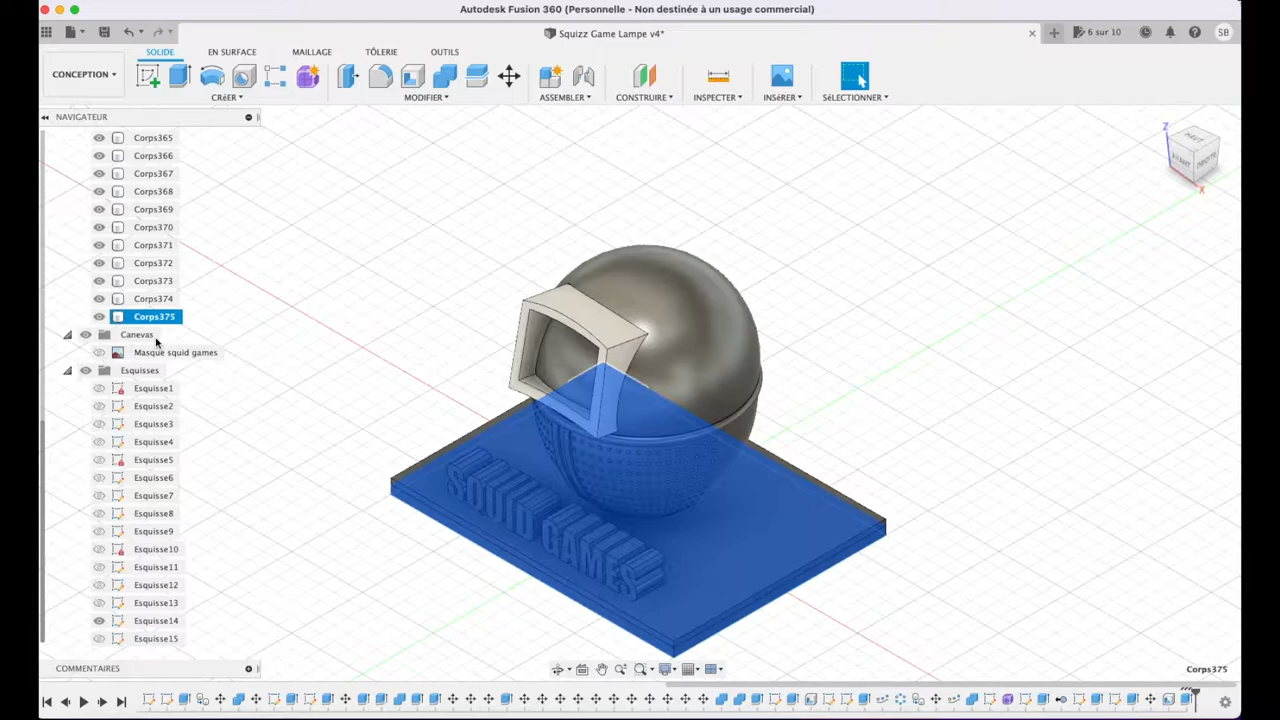 Autodesk Fusion 360 (Personnelle - Non destinée à un usage commercial)
Squizz Game Lampe v4*
6 sur 10
SB
CONCEPTION
SOLIDE
EN SURFACE
MAILLAGE
TÔLERIE
OUTILS
CRÉER
MODIFIER
ASSEMBLER
CONSTRUIRE
INSPECTER
INSÉRER
SÉLECTIONNER
NAVIGATEUR
Corps365
Corps366
Corps367
Corps368
Corps369
Corps370
Corps371
Corps372
Corps373
Corps374
Corps375
Canevas
Masque squid games
Esquisses
Esquisse1
Esquisse2
Esquisse3
Esquisse4
Esquisse5
Esquisse6
Esquisse7
Esquisse8
Esquisse9
Esquisse10
Esquisse11
Esquisse12
Esquisse13
Esquisse14
Esquisse15
Z
HAUT
AVANT
DROITE
X
SQUID GAMES
COMMENTAIRES
Corps375